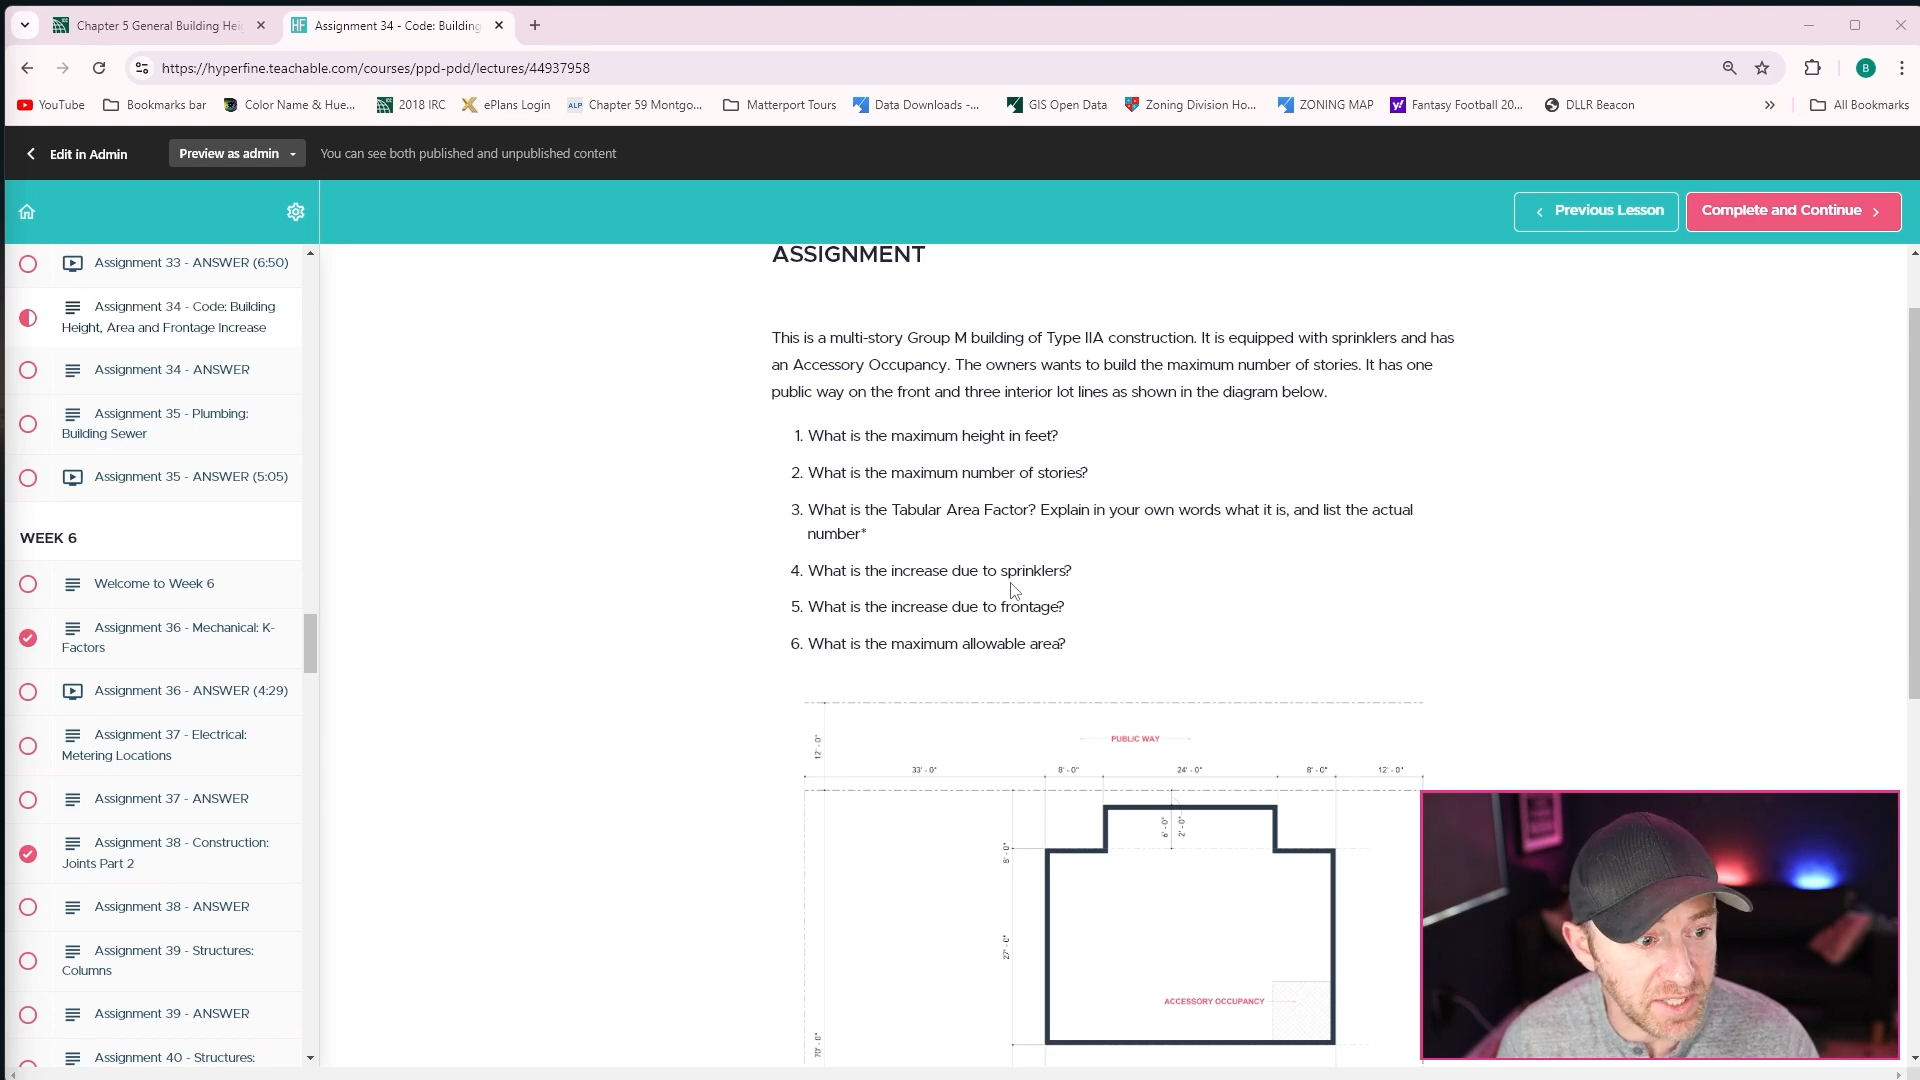 Chapter 5 General Building Hei
Assignment 34 - Code: Building
https://hyperfine.teachable.com/courses/ppd-pdd/lectures/44937958
B
YouTube
Bookmarks bar
Color Name & Hue...
2018 IRC
ePlans Login
ALP
Chapter 59 Montgo...
Matterport Tours
Data Downloads -...
GIS Open Data
Zoning Division Ho...
ZONING MAP
Fantasy Football 20...
DLLR Beacon
All Bookmarks
Edit in Admin
Preview as admin
You can see both published and unpublished content
Previous Lesson
Complete and Continue
Assignment 33 - ANSWER (6:50)
Assignment 34 - Code: Building
Height, Area and Frontage Increase
Assignment 34 - ANSWER
Assignment 35 - Plumbing:
Building Sewer
Assignment 35 - ANSWER (5:05)
WEEK 6
Welcome to Week 6
Assignment 36 - Mechanical: K-
Factors
Assignment 36 - ANSWER (4:29)
Assignment 37 - Electrical:
Metering Locations
Assignment 37 - ANSWER
Assignment 38 - Construction:
Joints Part 2
Assignment 38 - ANSWER
Assignment 39 - Structures:
Columns
Assignment 39 - ANSWER
Assignment 40 - Structures:
ASSIGNMENT
This is a multi-story Group M building of Type IIA construction. It is equipped with sprinklers and has
an Accessory Occupancy. The owners wants to build the maximum number of stories. It has one
public way on the front and three interior lot lines as shown in the diagram below.
1. What is the maximum height in feet?
2. What is the maximum number of stories?
3. What is the Tabular Area Factor? Explain in your own words what it is, and list the actual
number*
4. What is the increase due to sprinklers?
5. What is the increase due to frontage?
6. What is the maximum allowable area?
12' - 0"
PUBLIC WAY
33' - 0"
8' - 0"
24' - 0"
8' - 0"
12' - 0"
6' - 0"
2' - 0"
8' - 0"
27' - 0"
ACCESSORY OCCUPANCY
70' - 0"